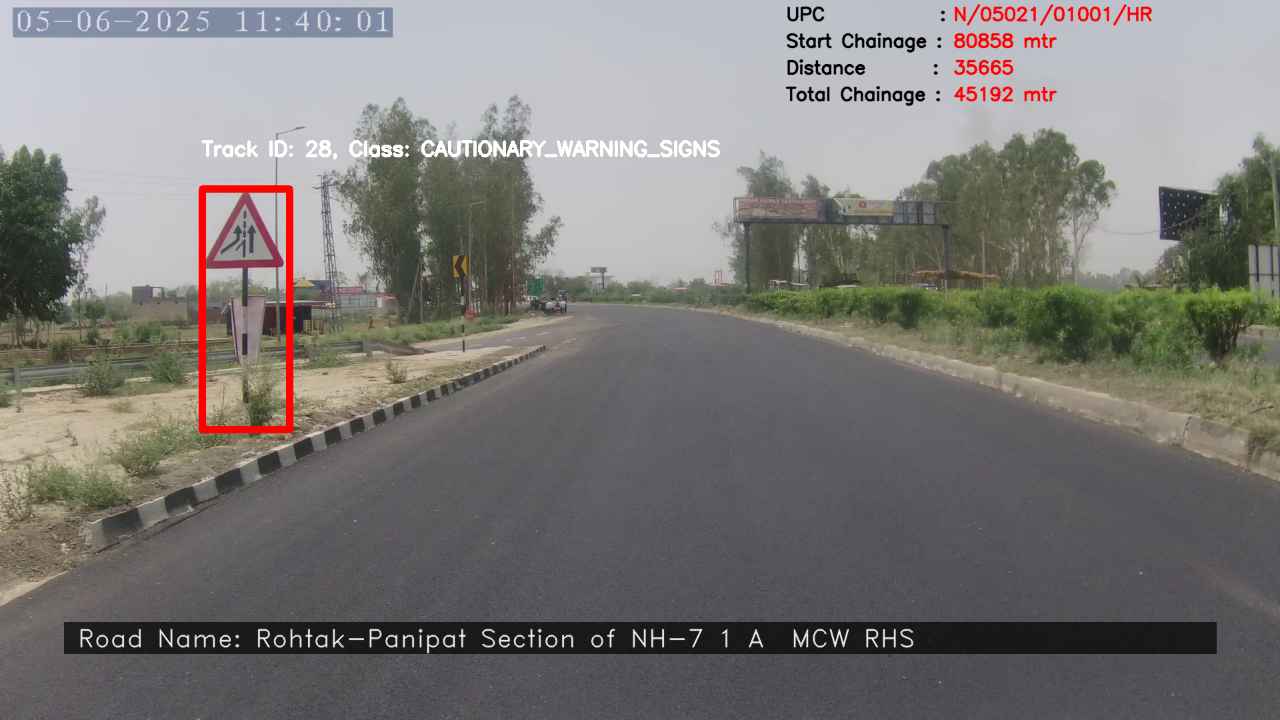 05-06-2025 11:40:01
UPC : N/05021/01001/HR
Start Chainage : 80858 mtr
Distance : 35665
Total Chainage : 45192 mtr
Track ID: 28, Class: CAUTIONARY_WARNING_SIGNS
Road Name: Rohtak-Panipat Section of NH-7 1 A MCW RHS